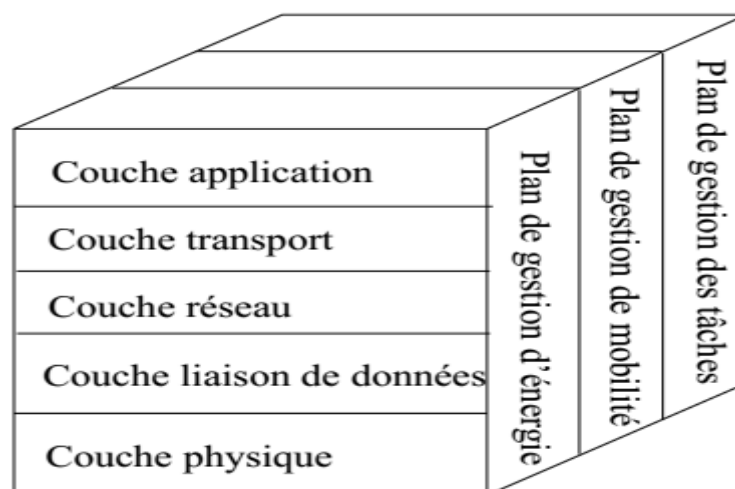 Couche application
Couche transport
Couche réseau
Couche liaison de données
Couche physique
Plan de gestion d'énergie
Plan de gestion de mobilité
Plan de gestion des tâches